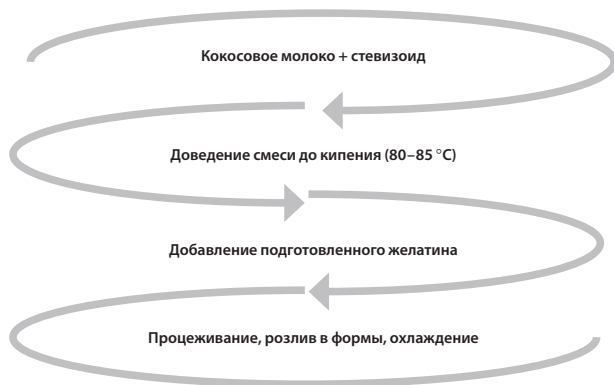 Кокосовое молоко + стевизоид
Доведение смеси до кипения (80–85 °C)
Добавление подготовленного желатина
Процеживание, розлив в формы, охлаждение